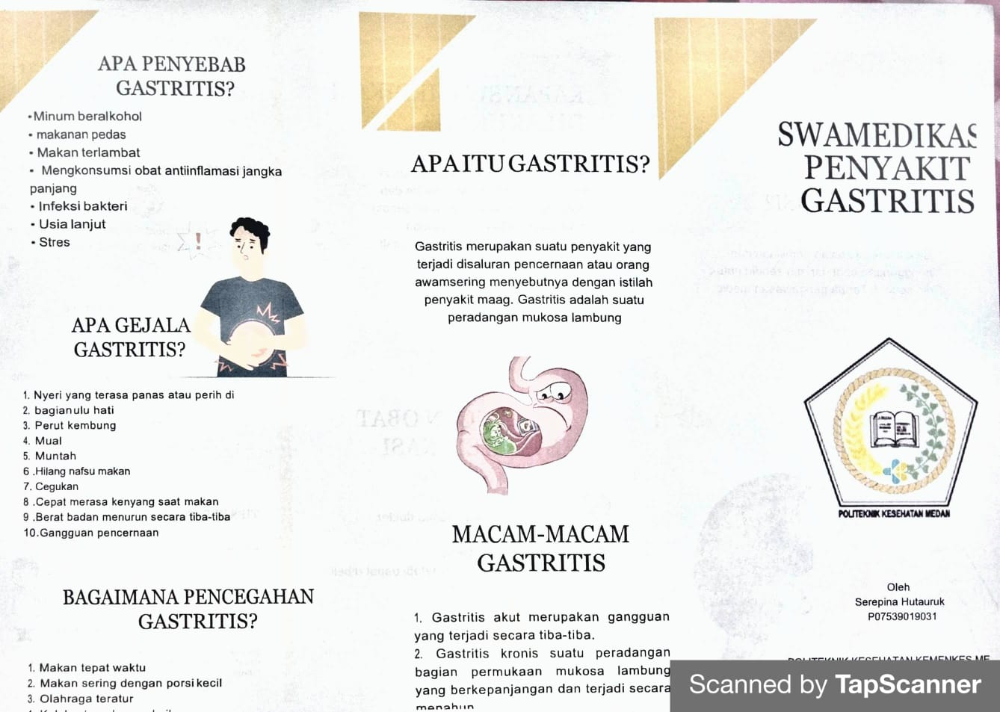 APA PENYEBAB
GASTRITIS?
•Minum beralkohol
• makanan pedas
• Makan terlambat
• Mengkonsumsi obat antiinflamasi jangka
panjang
• Infeksi bakteri
• Usia lanjut
• Stres
!
APA GEJALA
GASTRITIS?
1. Nyeri yang terasa panas atau perih di
2. bagianulu hati
3. Perut kembung
4. Mual
5. Muntah
6 .Hilang nafsu makan
7. Cegukan
8 .Cepat merasa kenyang saat makan
9 .Berat badan menurun secara tiba-tiba
10.Gangguan pencernaan
BAGAIMANA PENCEGAHAN
GASTRITIS?
1. Makan tepat waktu
2. Makan sering dengan porsi kecil
3. Olahraga teratur
APA ITU GASTRITIS?
Gastritis merupakan suatu penyakit yang
terjadi disaluran pencernaan atau orang
awamsering menyebutnya dengan istilah
penyakit maag. Gastritis adalah suatu
peradangan mukosa lambung
MACAM-MACAM
GASTRITIS
1. Gastritis akut merupakan gangguan
yang terjadi secara tiba-tiba.
2. Gastritis kronis suatu peradangan
bagian permukaan mukosa lambung
yang berkepanjangan dan terjadi secara
menahun
SWAMEDIKAS
PENYAKIT
GASTRITIS
POLITEKNIK KESEHATAN MEDAN
Oleh
Serepina Hutauruk
P07539019031
POLITEKNIK KESEHATAN KEMENKES ME
Scanned by TapScanner